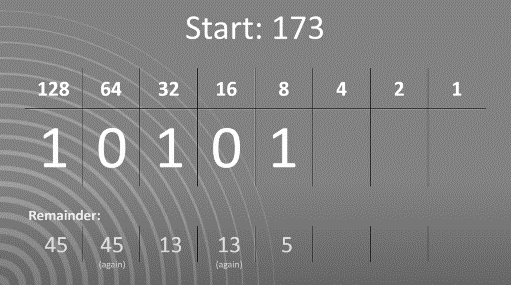 Start: 173
128 64 32 16 8 4 2 1
1 0 1 0 1
Remainder:
45 45 13 13 5
(again) (again)